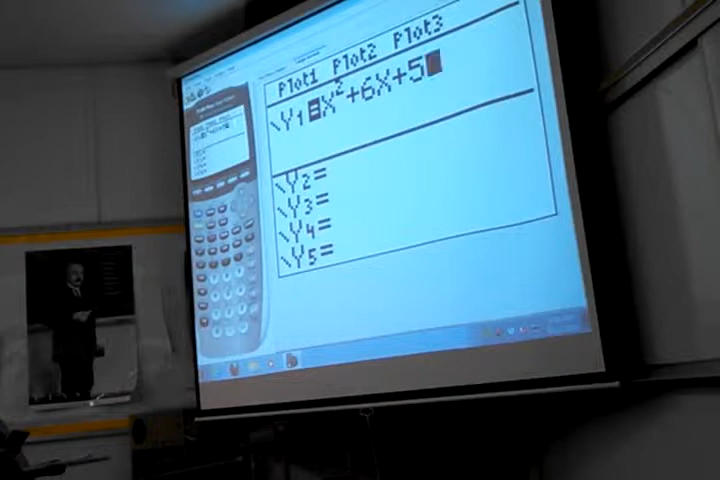 Plot1 Plot2 Plot3
\Y1=X²+6X+5
\Y2=
\Y3=
\Y4=
\Y5=